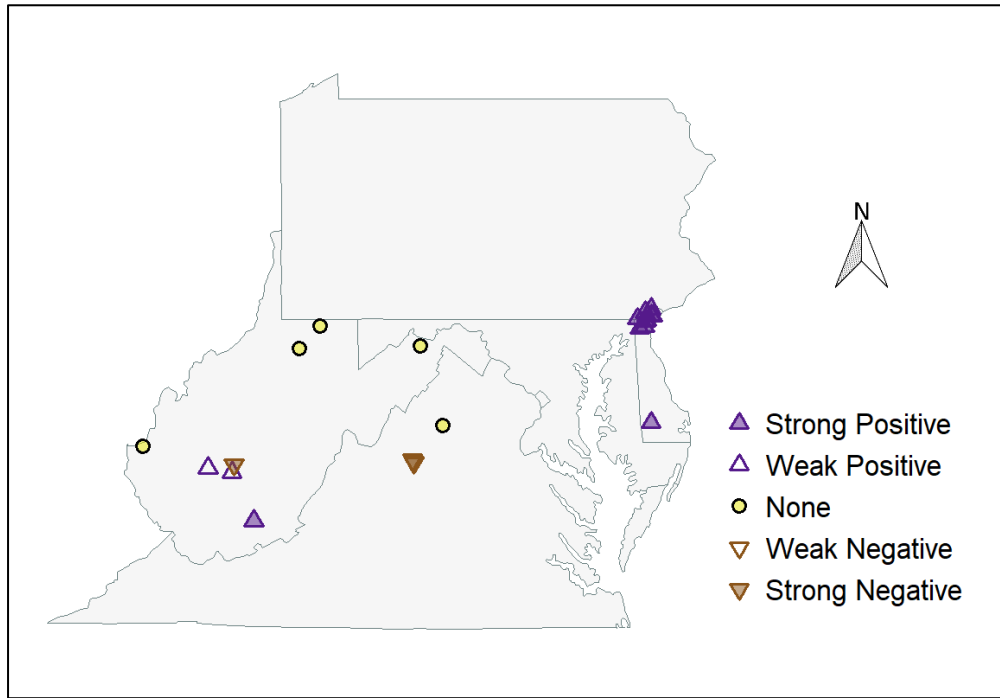 N
Strong Positive
Weak Positive
None
Weak Negative
Strong Negative